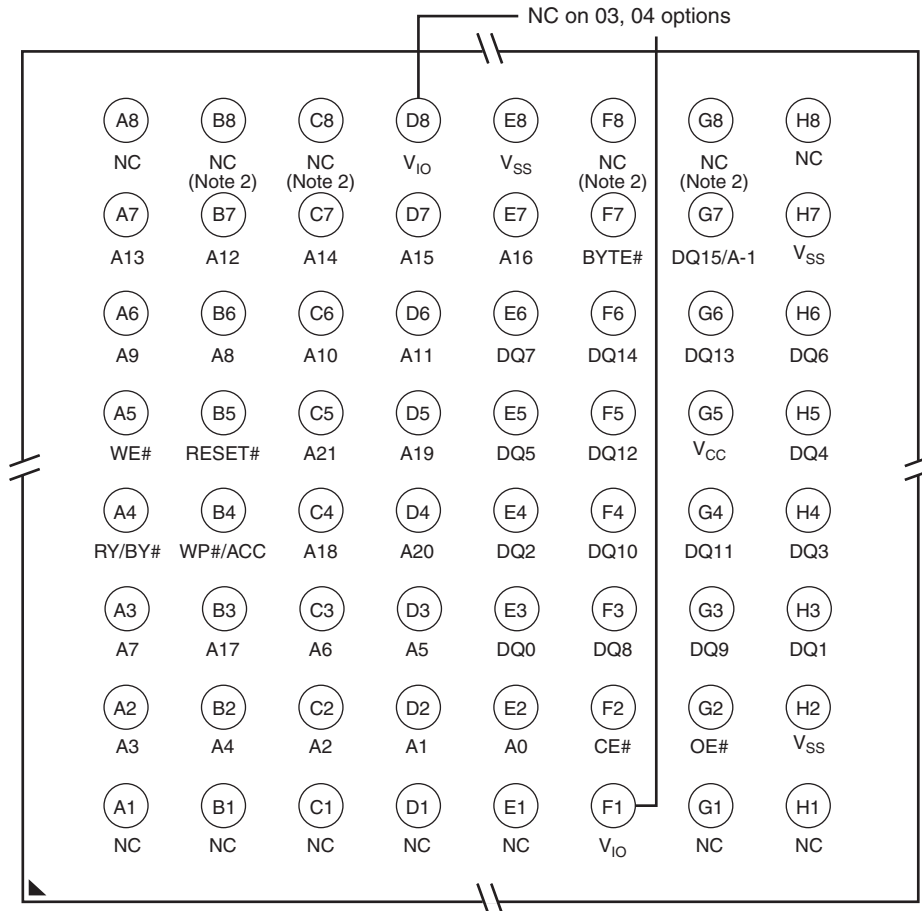 NC on 03, 04 options
A8 B8 C8 D8 E8 F8 G8 H8
NC NC NC VIO VSS NC NC NC
(Note 2) (Note 2) (Note 2) (Note 2)
A7 B7 C7 D7 E7 F7 G7 H7
A13 A12 A14 A15 A16 BYTE# DQ15/A-1 VSS
A6 B6 C6 D6 E6 F6 G6 H6
A9 A8 A10 A11 DQ7 DQ14 DQ13 DQ6
A5 B5 C5 D5 E5 F5 G5 H5
WE# RESET# A21 A19 DQ5 DQ12 VCC DQ4
A4 B4 C4 D4 E4 F4 G4 H4
RY/BY# WP#/ACC A18 A20 DQ2 DQ10 DQ11 DQ3
A3 B3 C3 D3 E3 F3 G3 H3
A7 A17 A6 A5 DQ0 DQ8 DQ9 DQ1
A2 B2 C2 D2 E2 F2 G2 H2
A3 A4 A2 A1 A0 CE# OE# VSS
A1 B1 C1 D1 E1 F1 G1 H1
NC NC NC NC NC VIO NC NC